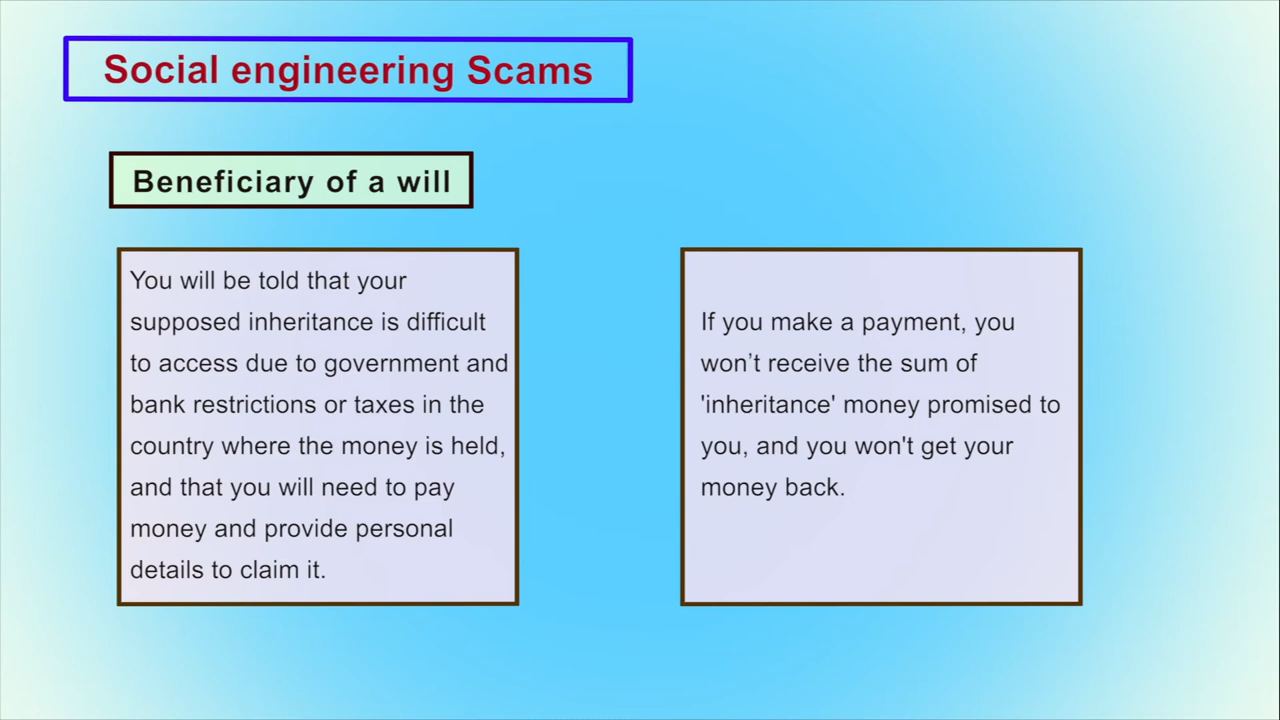 Social engineering Scams
Beneficiary of a will
You will be told that your
supposed inheritance is difficult
to access due to government and
bank restrictions or taxes in the
country where the money is held,
and that you will need to pay
money and provide personal
details to claim it.
If you make a payment, you
won’t receive the sum of
'inheritance' money promised to
you, and you won't get your
money back.